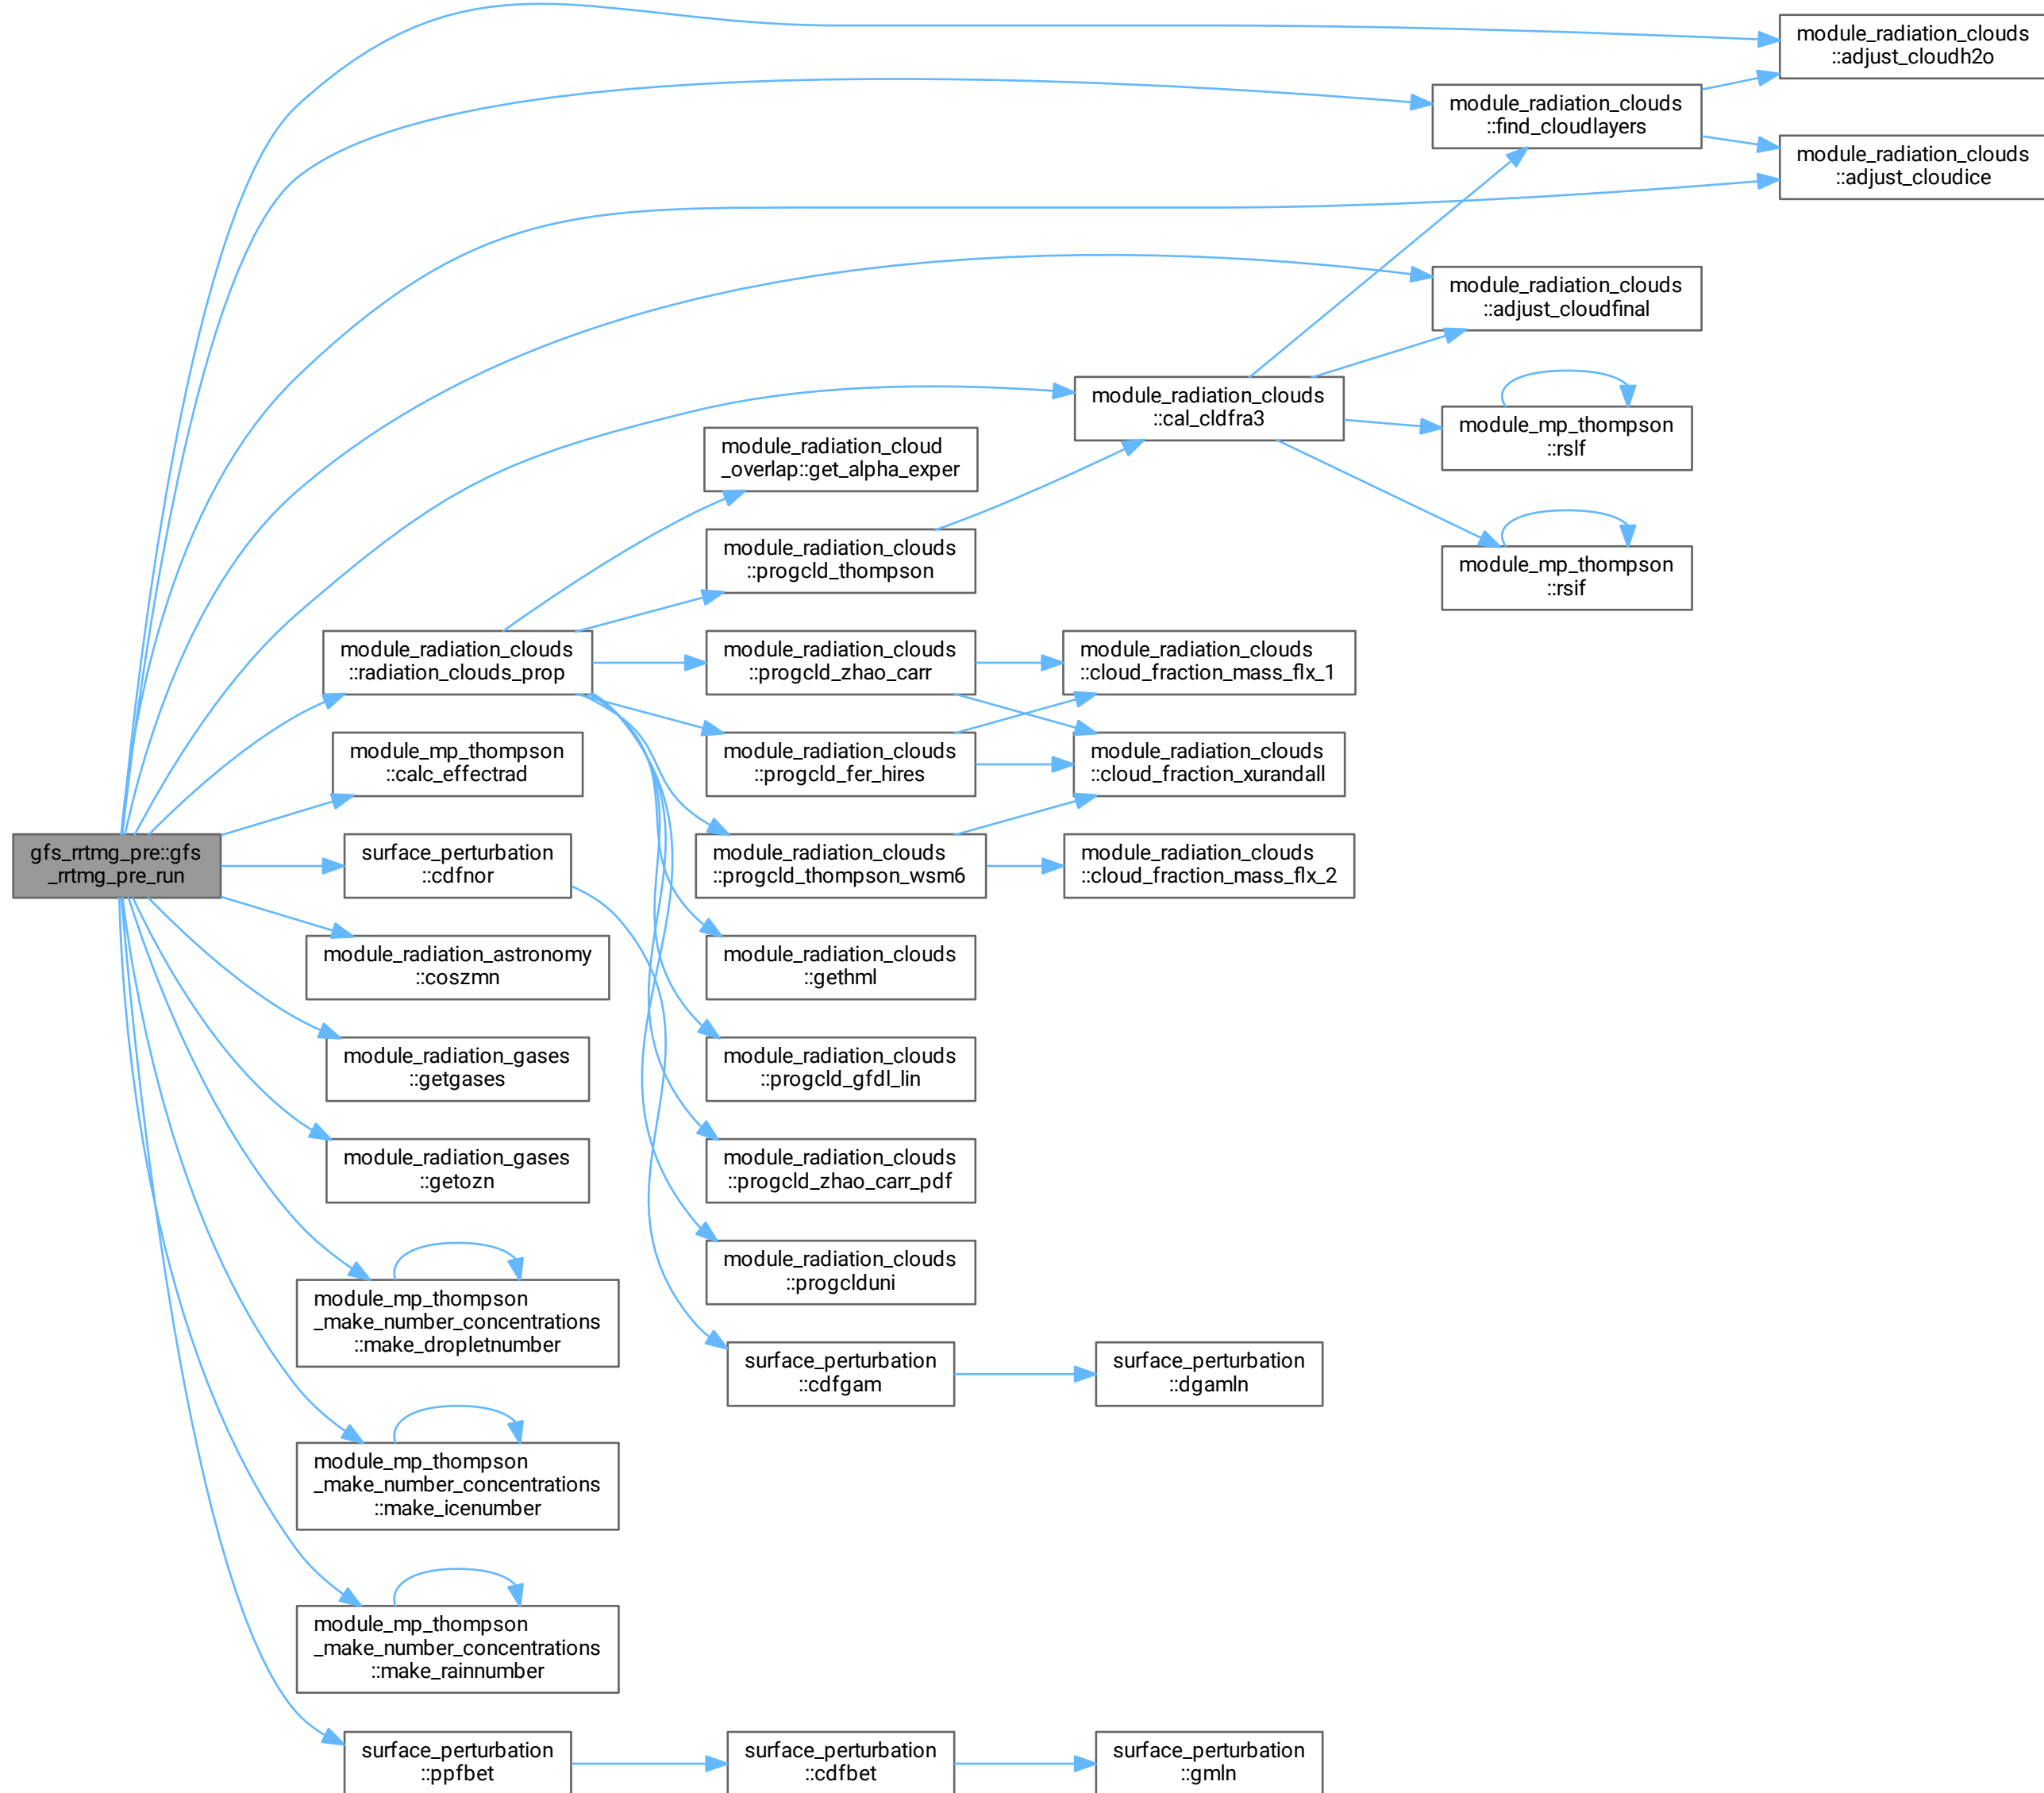 module_radiation_clouds
::adjust_cloudh2o
module_radiation_clouds
::find_cloudlayers
module_radiation_clouds
::adjust_cloudice
module_radiation_clouds
::adjust_cloudfinal
module_radiation_clouds
::cal_cldfra3
module_mp_thompson
::rslf
module_radiation_cloud
_overlap::get_alpha_exper
module_radiation_clouds
::progcld_thompson
module_mp_thompson
::rsif
module_radiation_clouds
::radiation_clouds_prop
module_radiation_clouds
::progcld_zhao_carr
module_radiation_clouds
::cloud_fraction_mass_flx_1
module_mp_thompson
::calc_effectrad
module_radiation_clouds
::progcld_fer_hires
module_radiation_clouds
::cloud_fraction_xurandall
gfs_rrtmg_pre::gfs
_rrtmg_pre_run
surface_perturbation
::cdfnor
module_radiation_clouds
::progcld_thompson_wsm6
module_radiation_clouds
::cloud_fraction_mass_flx_2
module_radiation_astronomy
::coszmn
module_radiation_clouds
::gethml
module_radiation_gases
::getgases
module_radiation_clouds
::progcld_gfdl_lin
module_radiation_gases
::getozn
module_radiation_clouds
::progcld_zhao_carr_pdf
module_radiation_clouds
::progclduni
module_mp_thompson
_make_number_concentrations
::make_dropletnumber
surface_perturbation
::cdfgam
surface_perturbation
::dgamln
module_mp_thompson
_make_number_concentrations
::make_icenumber
module_mp_thompson
_make_number_concentrations
::make_rainnumber
surface_perturbation
::ppfbet
surface_perturbation
::cdfbet
surface_perturbation
::gmln